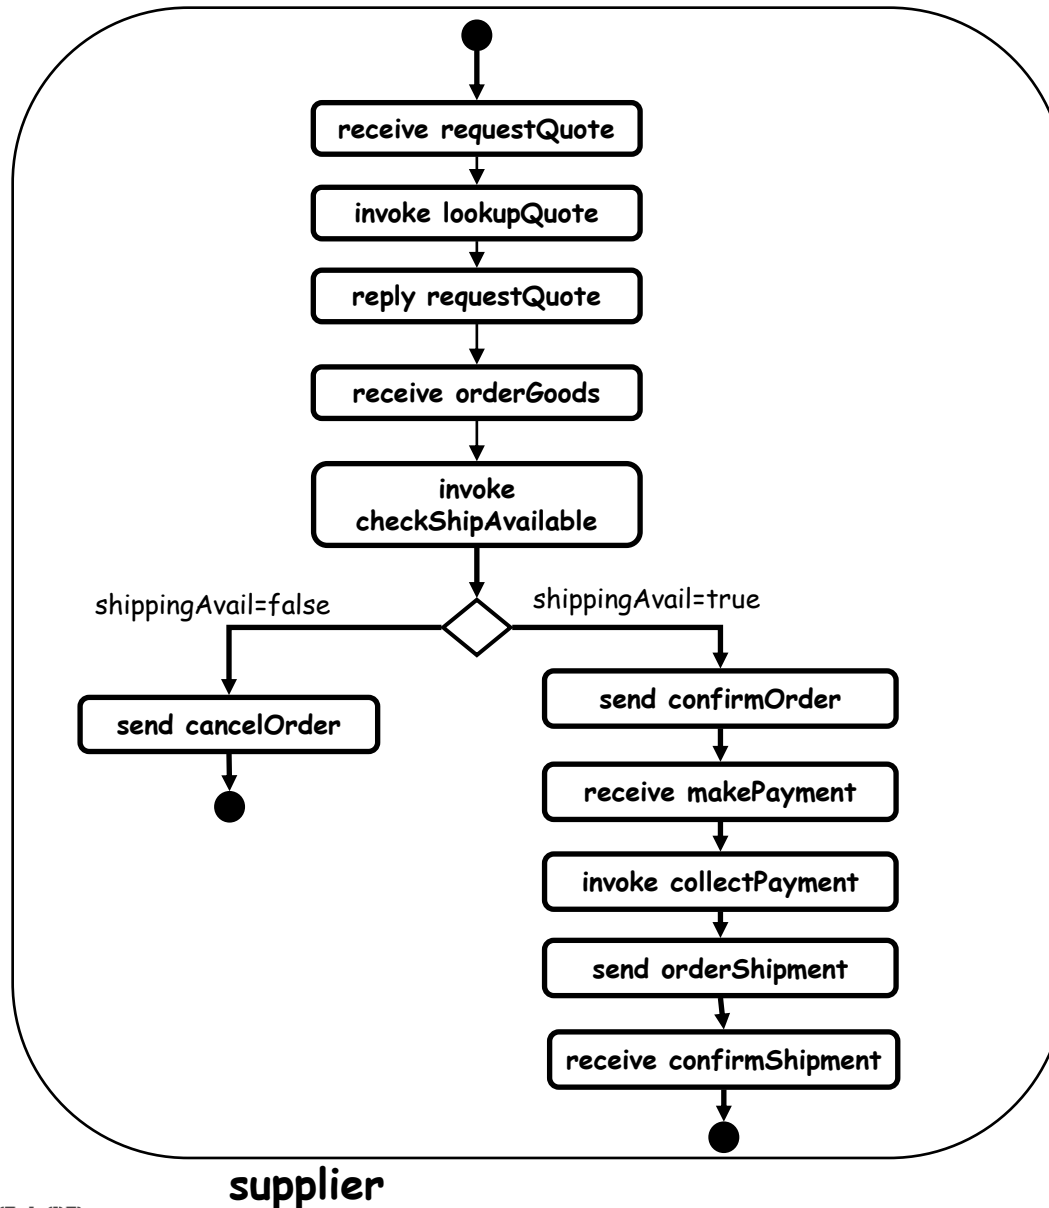 receive requestQuote
invoke lookupQuote
reply requestQuote
receive orderGoods
invoke
checkShipAvailable
shippingAvail=false
shippingAvail=true
send cancelOrder
send confirmOrder
receive makePayment
invoke collectPayment
send orderShipment
receive confirmShipment
supplier